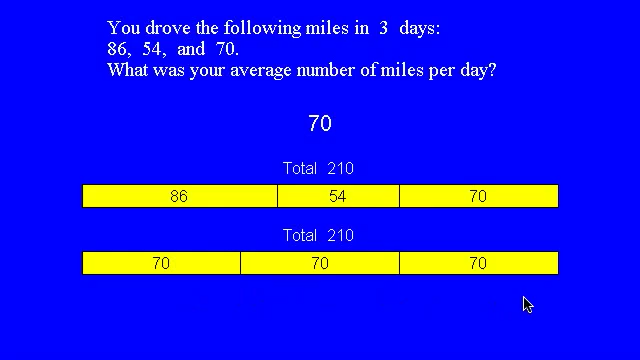 You drove the following miles in 3 days:
86, 54, and 70.
What was your average number of miles per day?
70
Total 210
86 54 70
Total 210
70 70 70